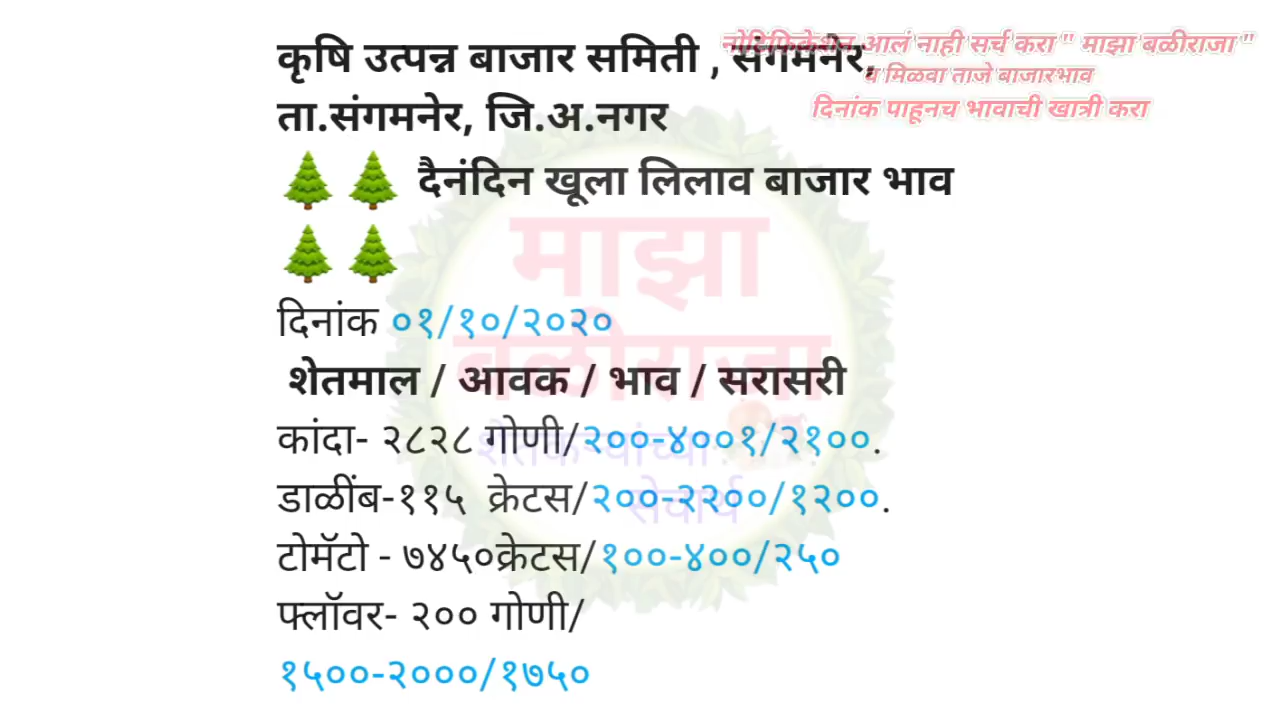 नोटिफिकेशन आलं नाही सर्च करा " माझा बळीराजा "
व मिळवा ताजे बाजारभाव
दिनांक पाहूनच भावाची खात्री करा
कृषि उत्पन्न बाजार समिती , संगमनेर,
ता.संगमनेर, जि.अ.नगर
🌲 🌲 दैनंदिन खूला लिलाव बाजार भाव
🌲 🌲
दिनांक ०१/१०/२०२०
शेतमाल / आवक / भाव / सरासरी
कांदा- २८२८ गोणी/२००-४००१/२१००.
डाळींब-११५ क्रेटस/२००-२२००/१२००.
टोमॅटो - ७४५०क्रेटस/१००-४००/२५०
फ्लॉवर- २०० गोणी/
१५००-२०००/१७५०
माझा
बळीराजा
शेतकऱ्यांच्या
सेवार्थ